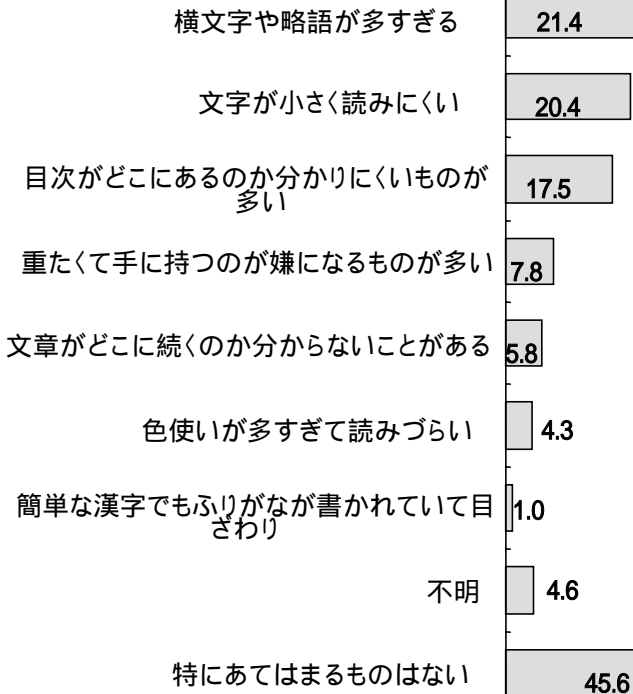 横文字や略語が多すぎる 21.4
文字が小さく読みにくい 20.4
目次がどこにあるのか分かりにくいものが
多い 17.5
重たくて手に持つのが嫌になるものが多い 7.8
文章がどこに続くのか分からないことがある 5.8
色使いが多すぎて読みづらい 4.3
簡単な漢字でもふりがなが書かれていて目
ざわり 1.0
不明 4.6
特にあてはまるものはない 45.6